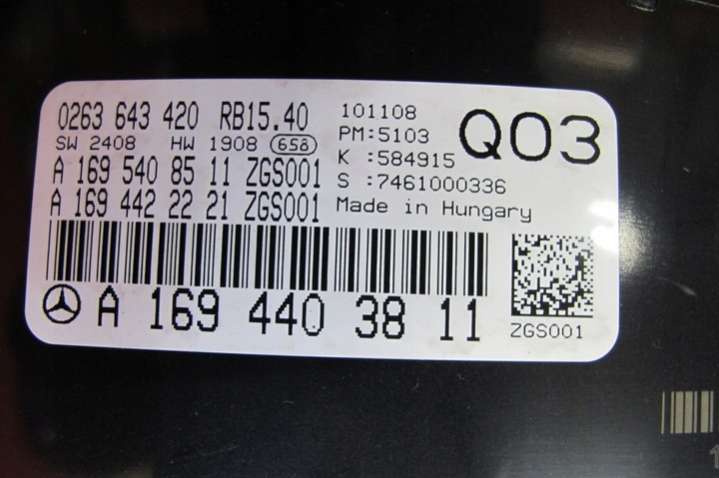 0263 643 420 RB15.40
SW 2408 HW 1908 658
A 169 540 85 11 ZGS001
A 169 442 22 21 ZGS001
101108
PM:5103
K :584915
S :7461000336
Made in Hungary
Q03
A 169 440 38 11
ZGS001